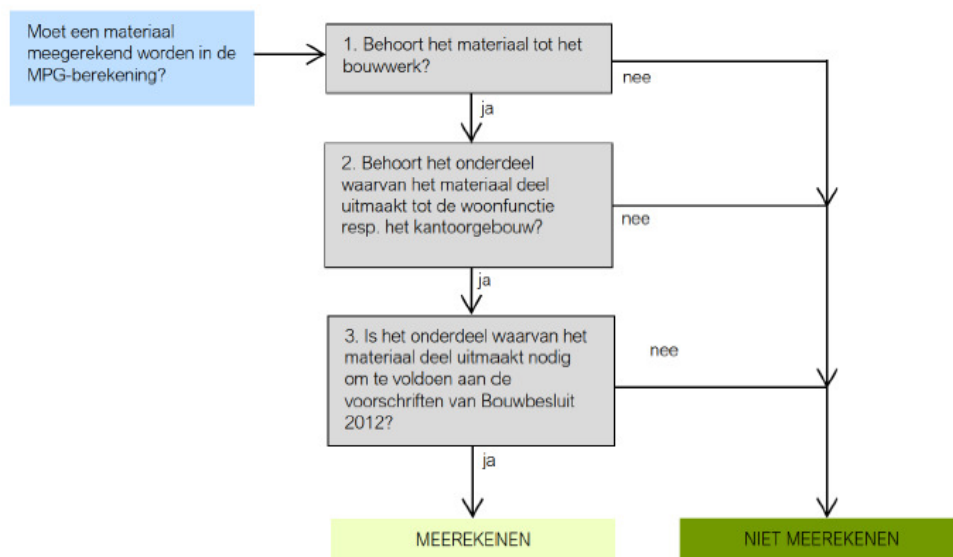 Moet een materiaal
meegerekend worden in de
MPG-berekening?
1. Behoort het materiaal tot het
bouwwerk?
nee
ja
2. Behoort het onderdeel
waarvan het materiaal deel
uitmaakt tot de woonfunctie
resp. het kantoorgebouw?
nee
ja
3. Is het onderdeel waarvan het
materiaal deel uitmaakt nodig
om te voldoen aan de
voorschriften van Bouwbesluit
2012?
nee
ja
MEEREKEINEN
NIET MEEREKENEN